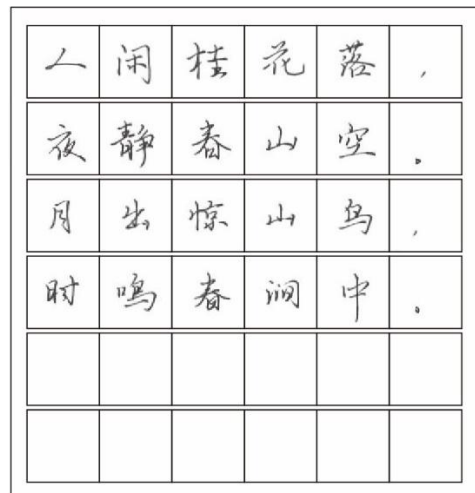 人闲桂花落，
夜静春山空。
月出惊山鸟，
时鸣春涧中。